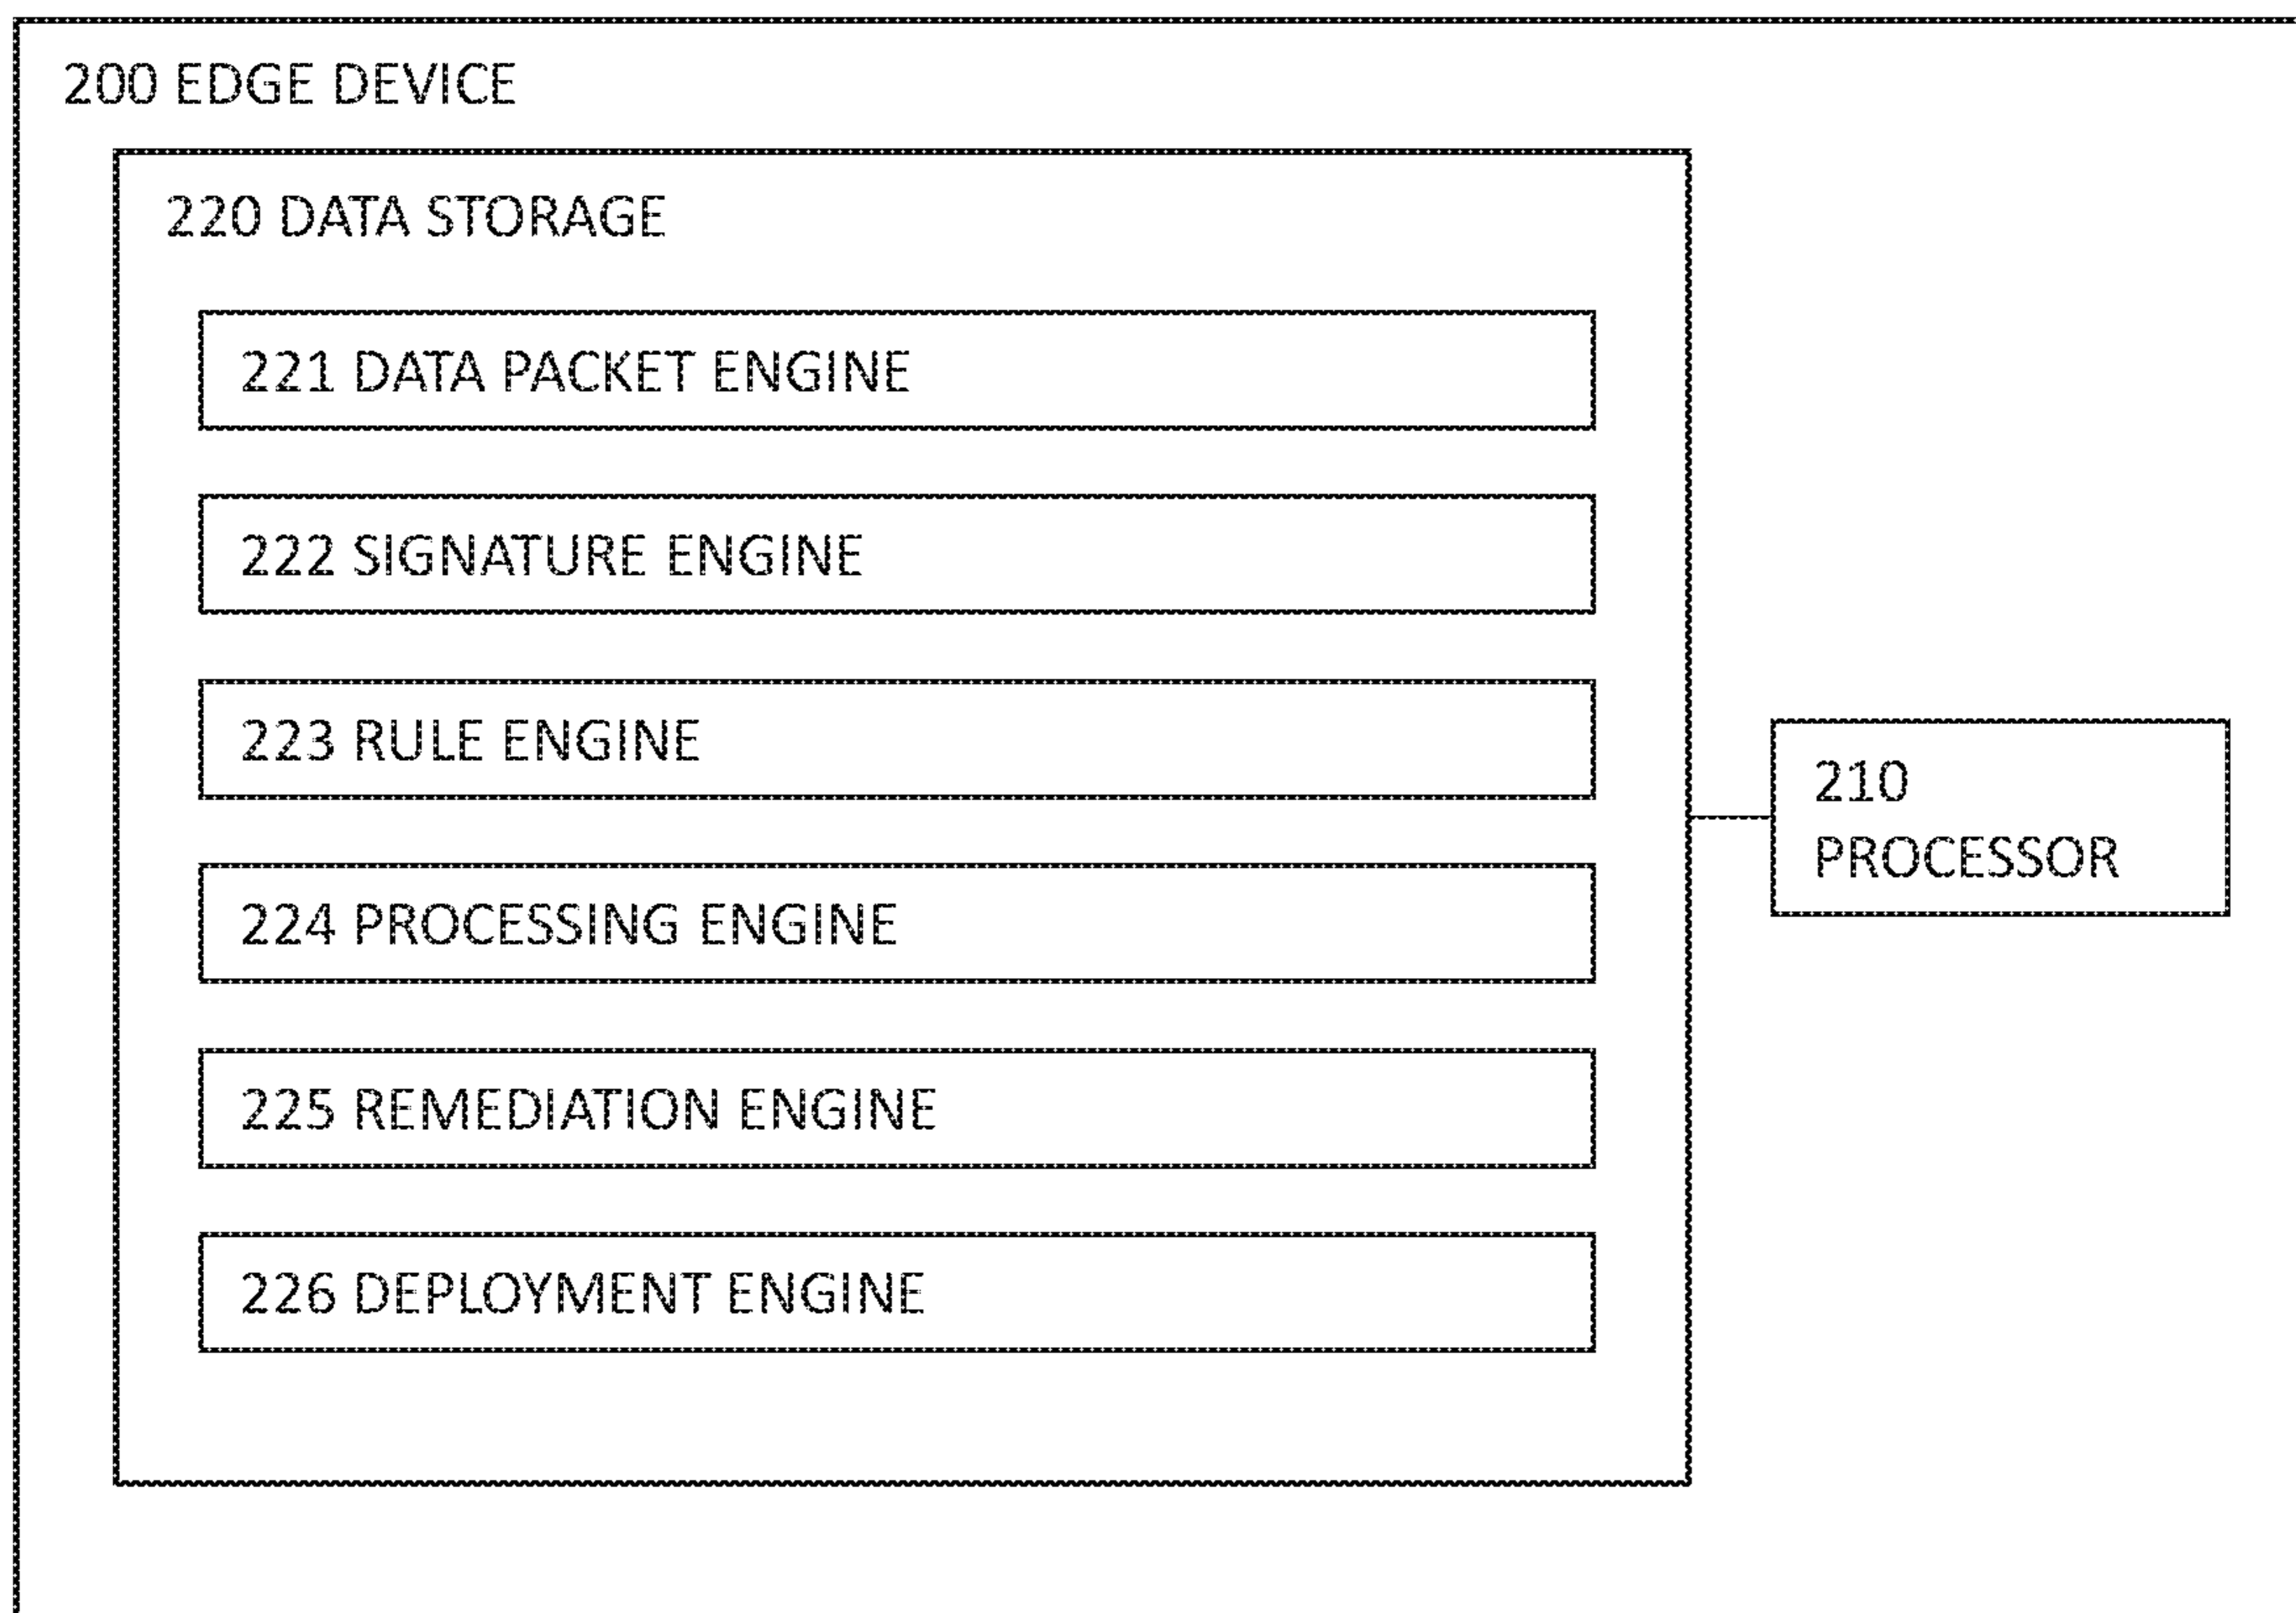 200 EDGE DEVICE
220 DATA STORAGE
221 DATA PACKET ENGINE
222 SIGNATURE ENGINE
223 RULE ENGINE
224 PROCESSING ENGINE
225 REMEDIATION ENGINE
226 DEPLOYMENT ENGINE
210
PROCESSOR